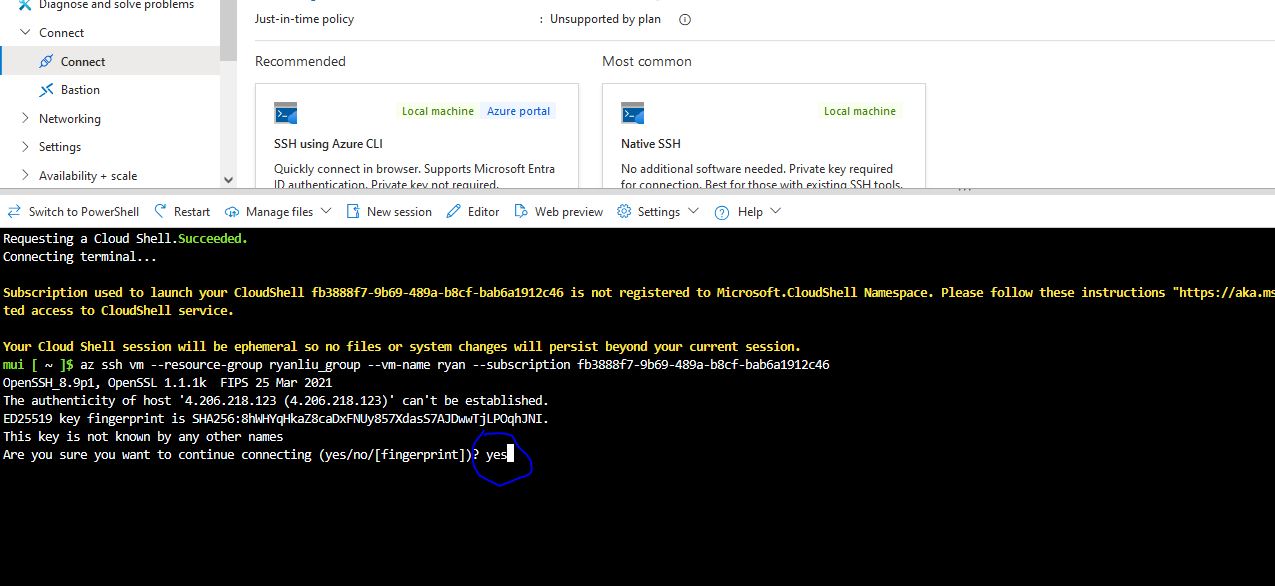 Diagnose and solve problems
Connect
Connect
Bastion
Networking
Settings
Availability + scale
Just-in-time policy : Unsupported by plan
Recommended
Local machine Azure portal
SSH using Azure CLI
Quickly connect in browser. Supports Microsoft Entra
ID authentication. Private key not required.
Most common
Local machine
Native SSH
No additional software needed. Private key required
for connection. Best for those with existing SSH tools.
Switch to PowerShell Restart Manage files New session Editor Web preview Settings Help
Requesting a Cloud Shell.Succeeded.
Connecting terminal...
Subscription used to launch your CloudShell fb3888f7-9b69-489a-b8cf-bab6a1912c46 is not registered to Microsoft.CloudShell Namespace. Please follow these instructions "https://aka.ms
ted access to CloudShell service.
Your Cloud Shell session will be ephemeral so no files or system changes will persist beyond your current session.
mui [ ~ ]$ az ssh vm --resource-group ryanliu_group --vm-name ryan --subscription fb3888f7-9b69-489a-b8cf-bab6a1912c46
OpenSSH_8.9p1, OpenSSL 1.1.1k  FIPS 25 Mar 2021
The authenticity of host '4.206.218.123 (4.206.218.123)' can't be established.
ED25519 key fingerprint is SHA256:8hWHYqHkaZ8caDxFNUy857XdasS7AJDwwTjLPOqhJNI.
This key is not known by any other names
Are you sure you want to continue connecting (yes/no/[fingerprint])? yes